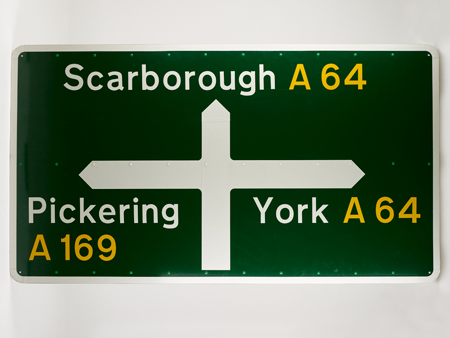 Scarborough A 64
Pickering
A 169
York A 64